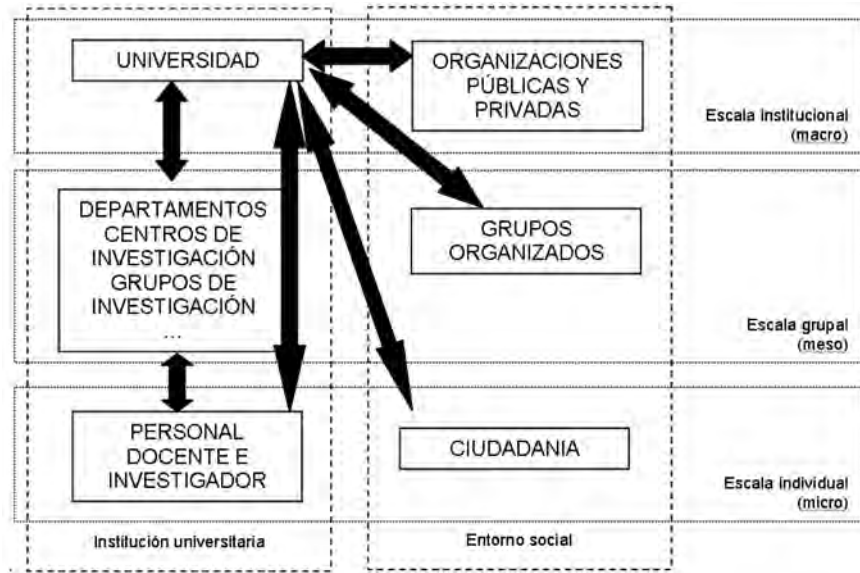 UNIVERSIDAD
ORGANIZACIONES
PÚBLICAS Y
PRIVADAS
Escala Institucional
(macro)
DEPARTAMENTOS
CENTROS DE
INVESTIGACIÓN
GRUPOS DE
INVESTIGACIÓN
...
GRUPOS
ORGANIZADOS
Escala grupal
(meso)
PERSONAL
DOCENTE E
INVESTIGADOR
CIUDADANIA
Escala individual
(micro)
Institución universitaria
Entorno social